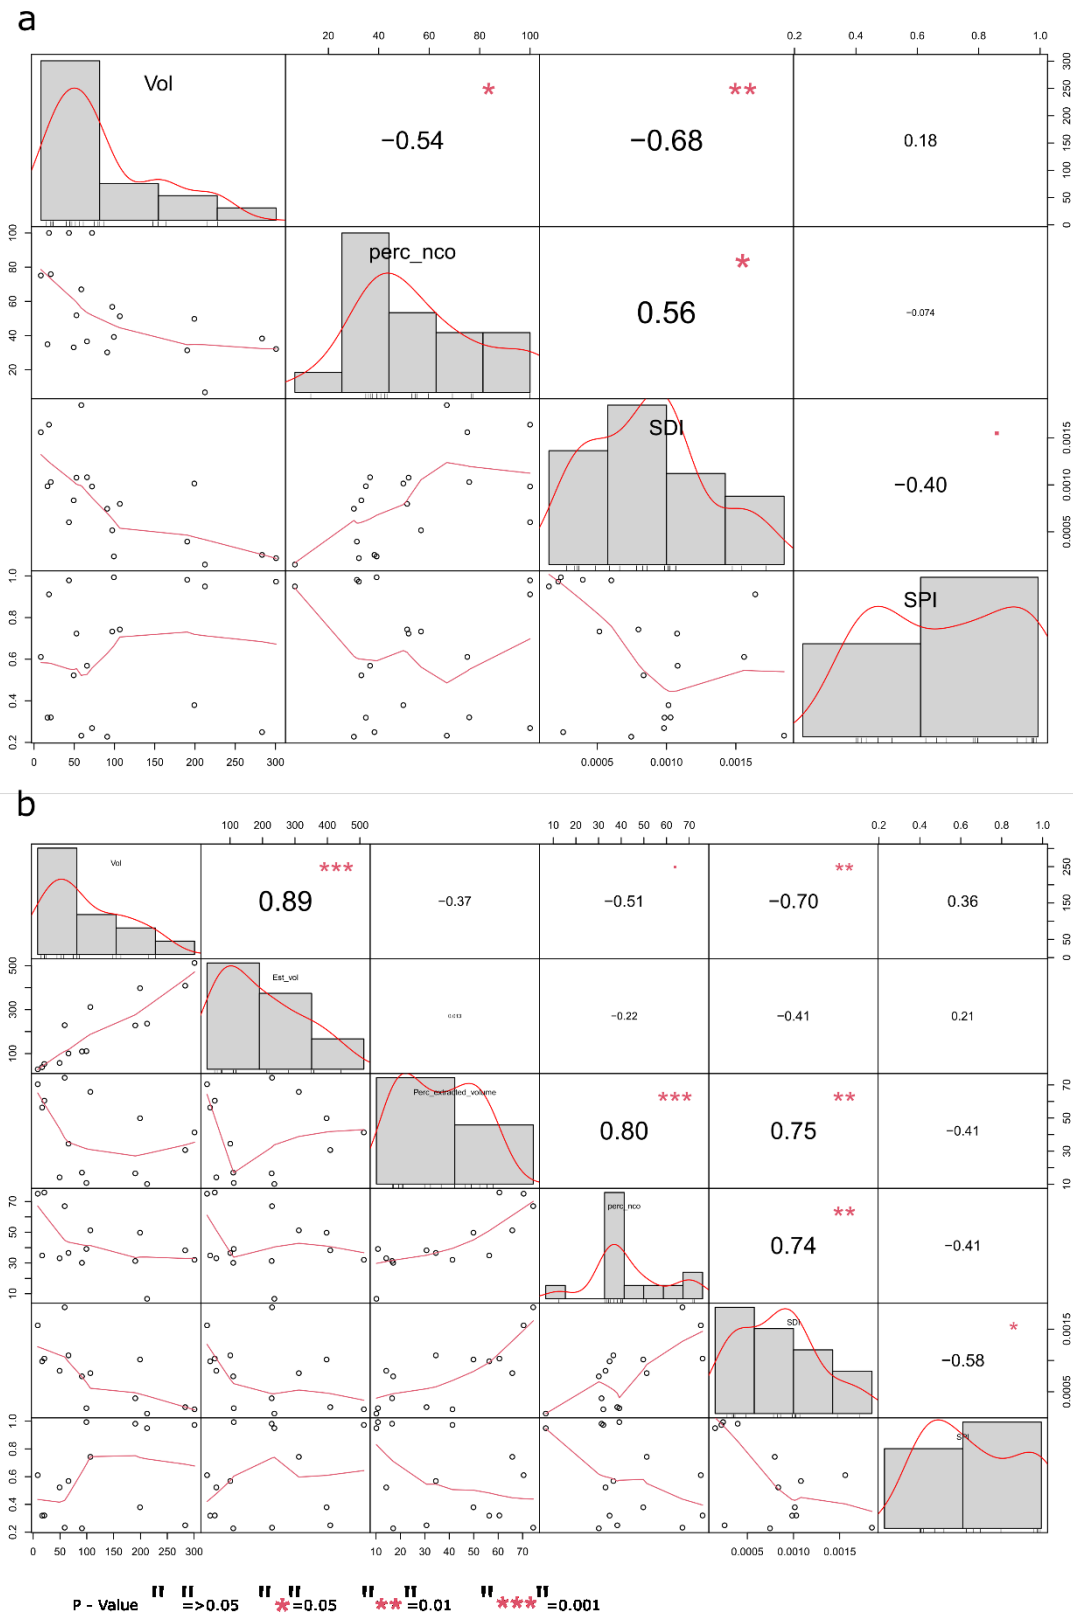 a
20 40 60 80 100 0.2 0.4 0.6 0.8 1.0
Vol * −0.54 ** −0.68 0.18 0 50 100 150 200 250 300
20 40 60 80 100 perc_nco * 0.56 −0.074
SDI −0.40 0.0005 0.0010 0.0015
0.2 0.4 0.6 0.8 1.0 SPI
0 50 100 150 200 250 300 0.0005 0.0010 0.0015
b
100 200 300 400 500 10 20 30 40 50 60 70 0.2 0.4 0.6 0.8 1.0
Vol *** 0.89 −0.37 −0.51 ** −0.70 0.36 0 50 150 250
100 300 500 Est_vol 0.013 −0.22 −0.41 0.21
Perc_extracted_volume *** 0.80 ** 0.75 −0.41 10 30 50 70
10 30 50 70 perc_nco ** 0.74 −0.41
SDI * −0.58 0.0005 0.0015
0.2 0.4 0.6 0.8 1.0 SPI
0 50 100 150 200 250 300 10 20 30 40 50 60 70 0.0005 0.0010 0.0015
P - Value " "=>0.05 "*"=0.05 "**"=0.01 "***"=0.001